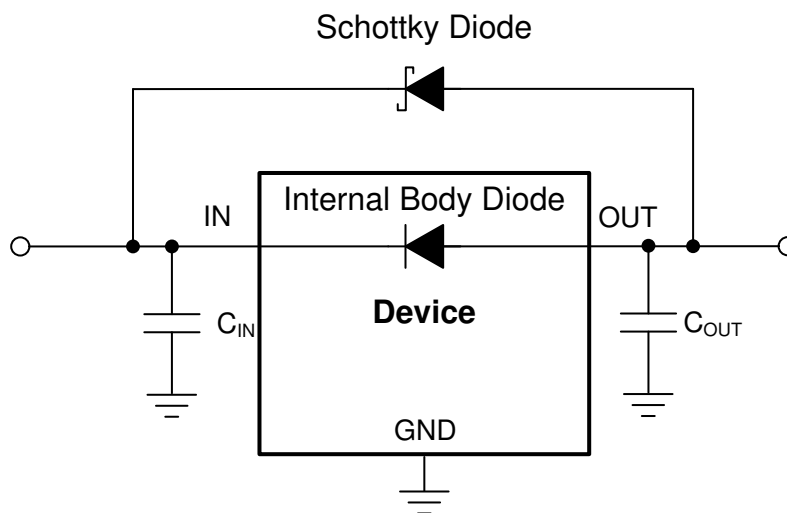 Schottky Diode
Internal Body Diode
IN
OUT
Device
CIN
COUT
GND